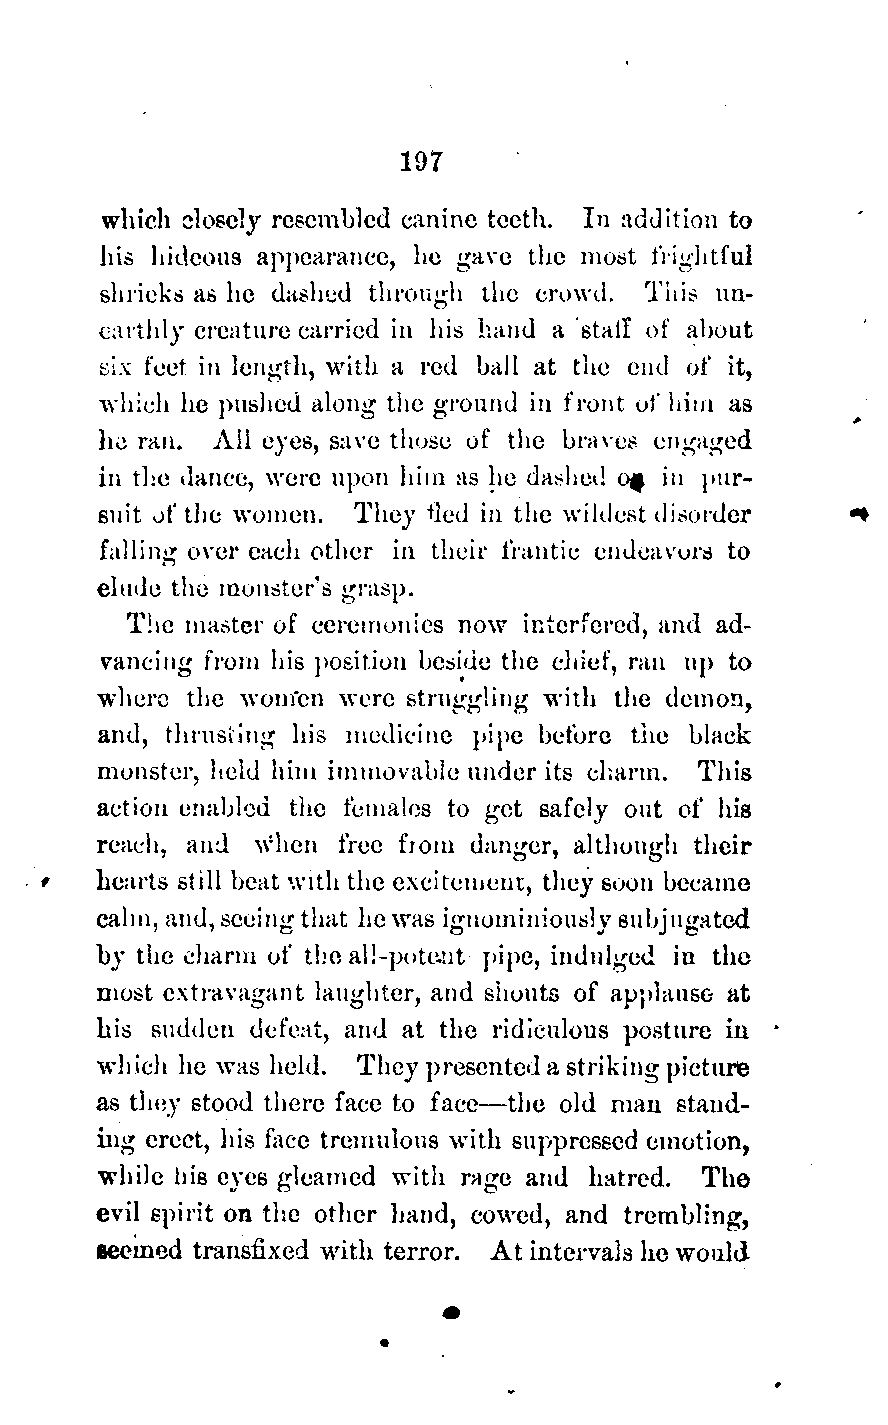 197
which closely resembled canine teeth. In addition to
his hideous appearance, he gave the most frightful
shrieks as he dashed through the crowd. This un-
earthly creature carried in his hand a staff of about
six feet in length, with a red ball at the end of it,
which he pushed along the ground in front of him as
he ran. All eyes, save those of the braves engaged
in the dance, were upon him as he dashed on in pur-
suit of the women. They fled in the wildest disorder
falling over each other in their frantic endeavors to
elude the monster's grasp.
The master of ceremonies now interfered, and ad-
vancing from his position beside the chief, ran up to
where the women were struggling with the demon,
and, thrusting his medicine pipe before the black
monster, held him immovable under its charm. This
action enabled the females to get safely out of his
reach, and when free from danger, although their
hearts still beat with the excitement, they soon became
calm, and, seeing that he was ignominiously subjugated
by the charm of the all-potent pipe, indulged in the
most extravagant laughter, and shouts of applause at
his sudden defeat, and at the ridiculous posture in
which he was held. They presented a striking picture
as they stood there face to face—the old man stand-
ing erect, his face tremulous with suppressed emotion,
while his eyes gleamed with rage and hatred. The
evil spirit on the other hand, cowed, and trembling,
seemed transfixed with terror. At intervals he would